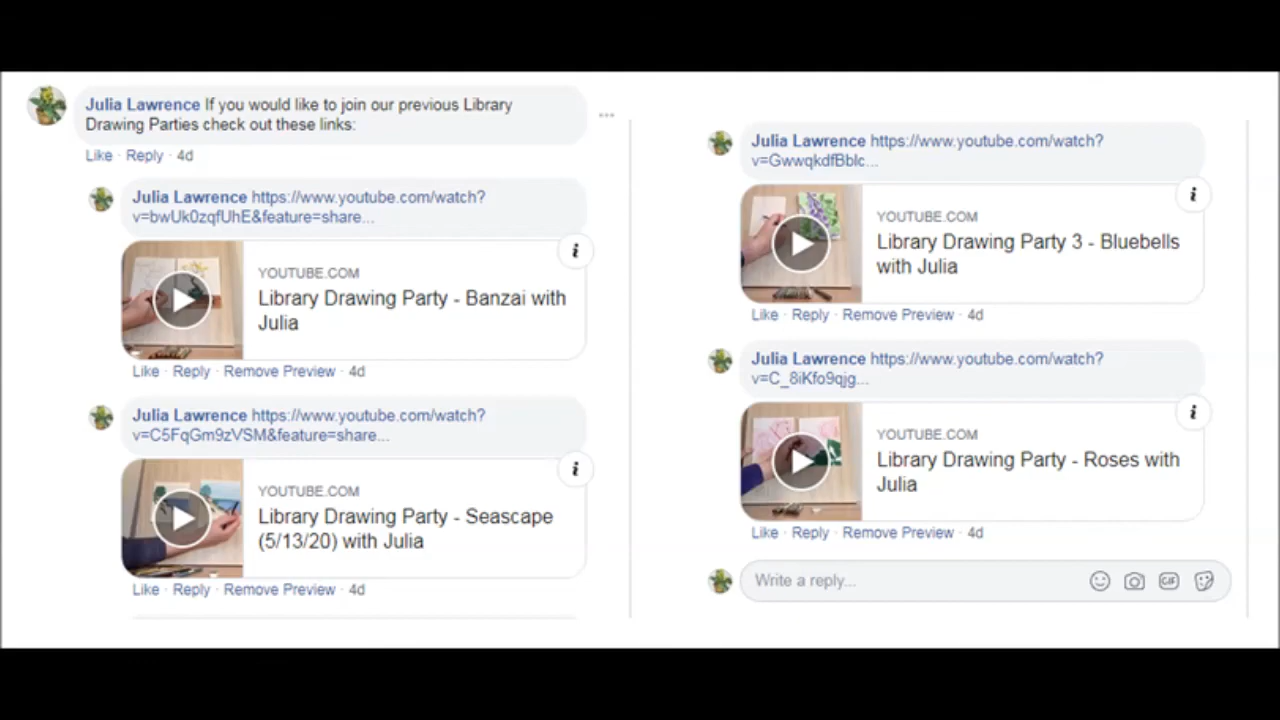 Julia Lawrence If you would like to join our previous Library
Drawing Parties check out these links:
Like · Reply · 4d
Julia Lawrence https://www.youtube.com/watch?
v=bwUk0zqfUhE&feature=share...
YOUTUBE.COM
Library Drawing Party - Banzai with
Julia
Like · Reply · Remove Preview · 4d
Julia Lawrence https://www.youtube.com/watch?
v=C5FqGm9zVSM&feature=share...
YOUTUBE.COM
Library Drawing Party - Seascape
(5/13/20) with Julia
Like · Reply · Remove Preview · 4d
Julia Lawrence https://www.youtube.com/watch?
v=GwwqkdfBblc...
YOUTUBE.COM
Library Drawing Party 3 - Bluebells
with Julia
Like · Reply · Remove Preview · 4d
Julia Lawrence https://www.youtube.com/watch?
v=C_8iKfo9qjg...
YOUTUBE.COM
Library Drawing Party - Roses with
Julia
Like · Reply · Remove Preview · 4d
Write a reply...
GIF